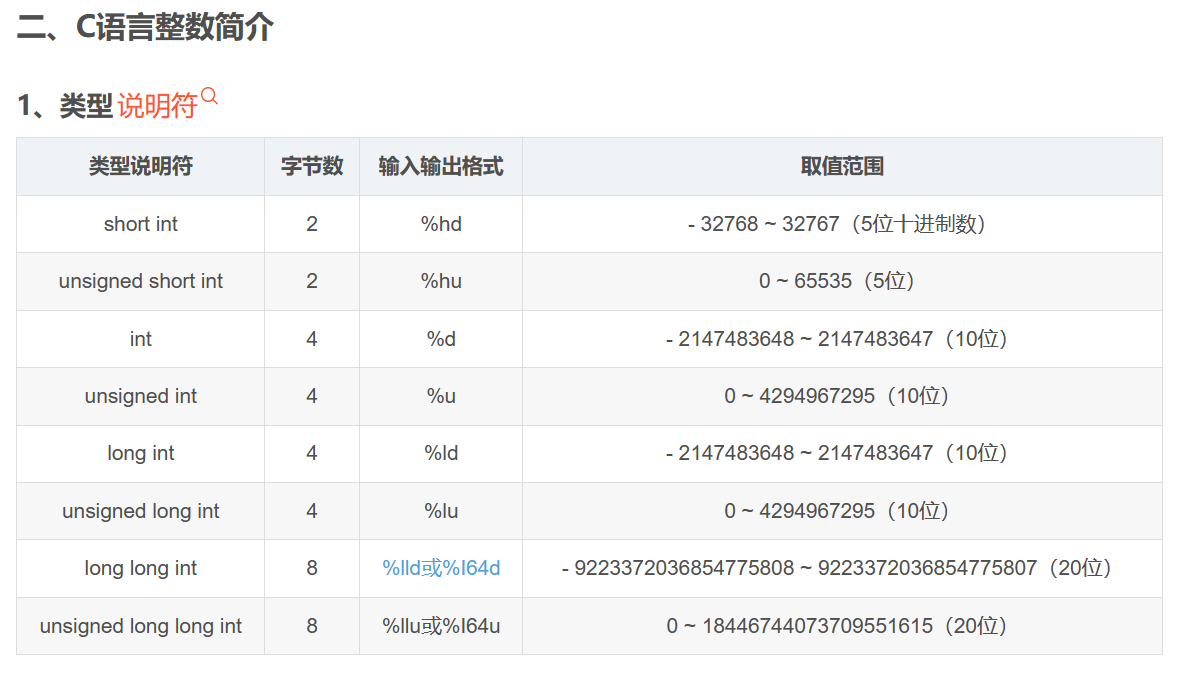 二、C语言整数简介
1、类型说明符
类型说明符 字节数 输入输出格式 取值范围
short int 2 %hd - 32768 ~ 32767（5位十进制数）
unsigned short int 2 %hu 0 ~ 65535（5位）
int 4 %d - 2147483648 ~ 2147483647（10位）
unsigned int 4 %u 0 ~ 4294967295（10位）
long int 4 %ld - 2147483648 ~ 2147483647（10位）
unsigned long int 4 %lu 0 ~ 4294967295（10位）
long long int 8 %lld或%I64d - 9223372036854775808 ~ 9223372036854775807（20位）
unsigned long long int 8 %llu或%I64u 0 ~ 18446744073709551615（20位）